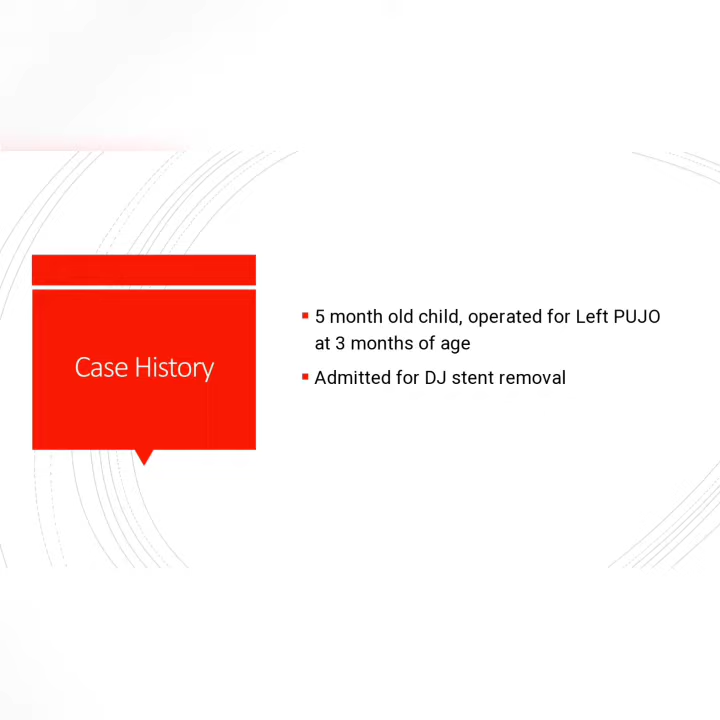 Case History
5 month old child, operated for Left PUJO
at 3 months of age
Admitted for DJ stent removal